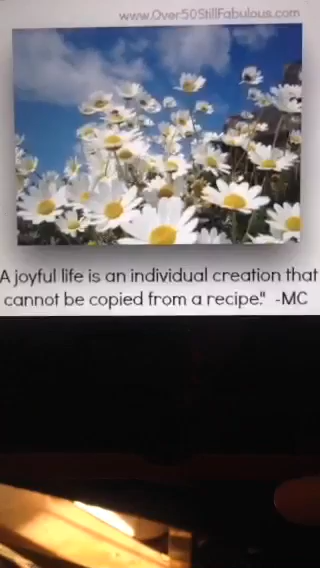 www.Over50StillFabulous.com
A joyful life is an individual creation that
cannot be copied from a recipe." -MC